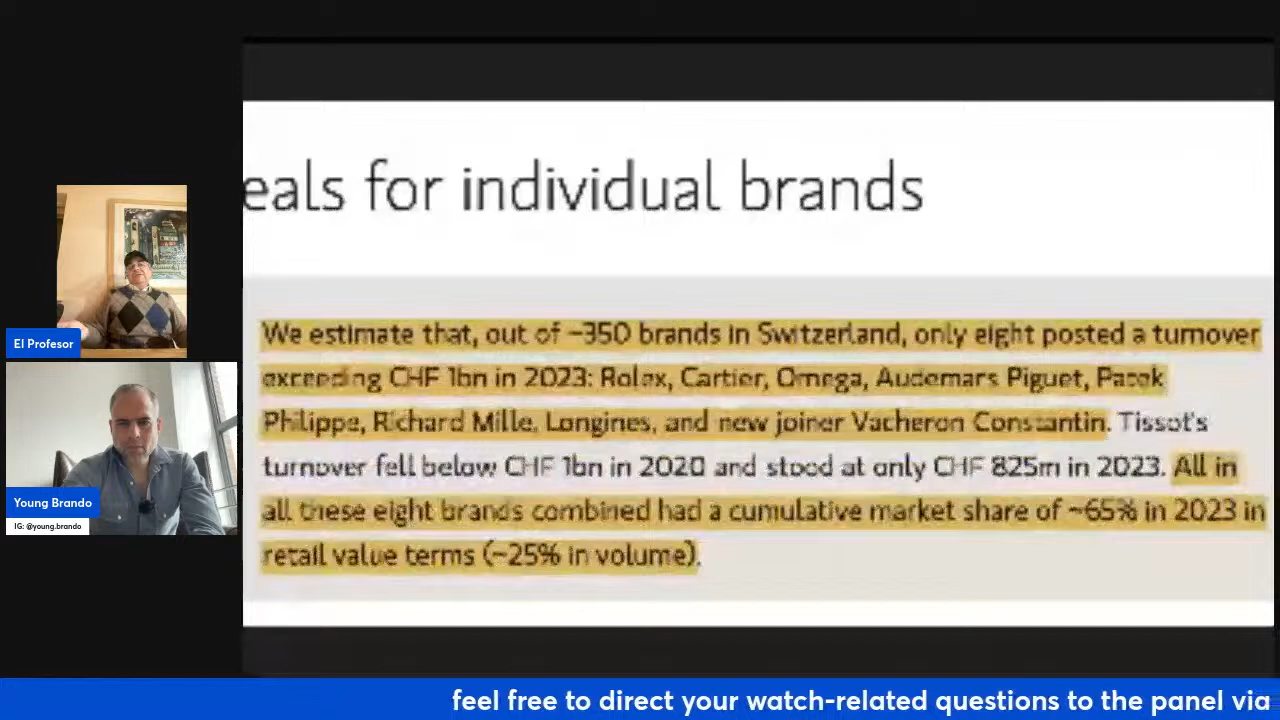 eals for individual brands
We estimate that, out of ~350 brands in Switzerland, only eight posted a turnover
exceeding CHF 1bn in 2023: Rolex, Cartier, Omega, Audemars Piguet, Patek
Philippe, Richard Mille, Longines, and new joiner Vacheron Constantin. Tissot's
turnover fell below CHF 1bn in 2020 and stood at only CHF 825m in 2023. All in
all these eight brands combined had a cumulative market share of ~65% in 2023 in
retail value terms (~25% in volume).
El Profesor
Young Brando
IG: @young.brando
feel free to direct your watch-related questions to the panel via